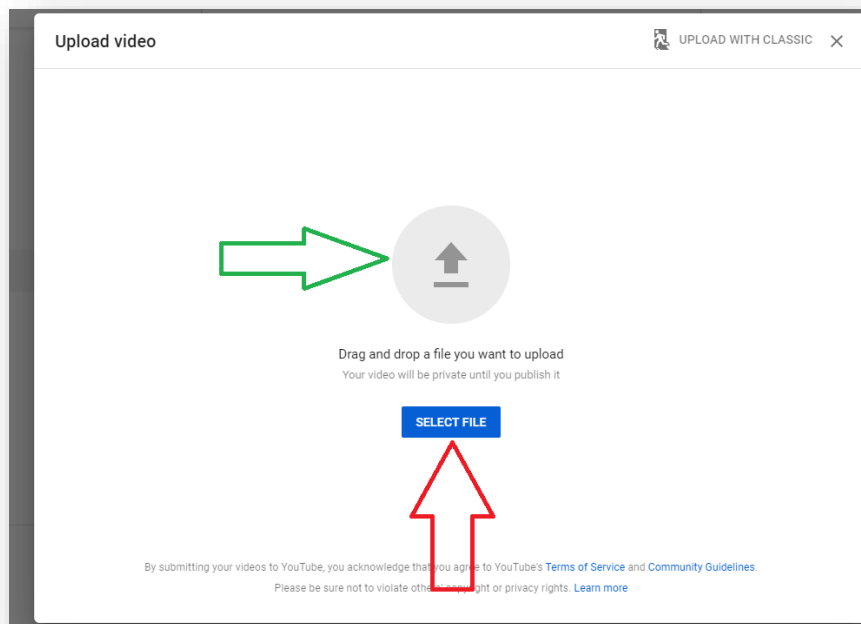 Upload video
UPLOAD WITH CLASSIC
Drag and drop a file you want to upload
Your video will be private until you publish it
SELECT FILE
By submitting your videos to YouTube, you acknowledge that you agree to YouTube's Terms of Service and Community Guidelines.
Please be sure not to violate others' copyright or privacy rights. Learn more